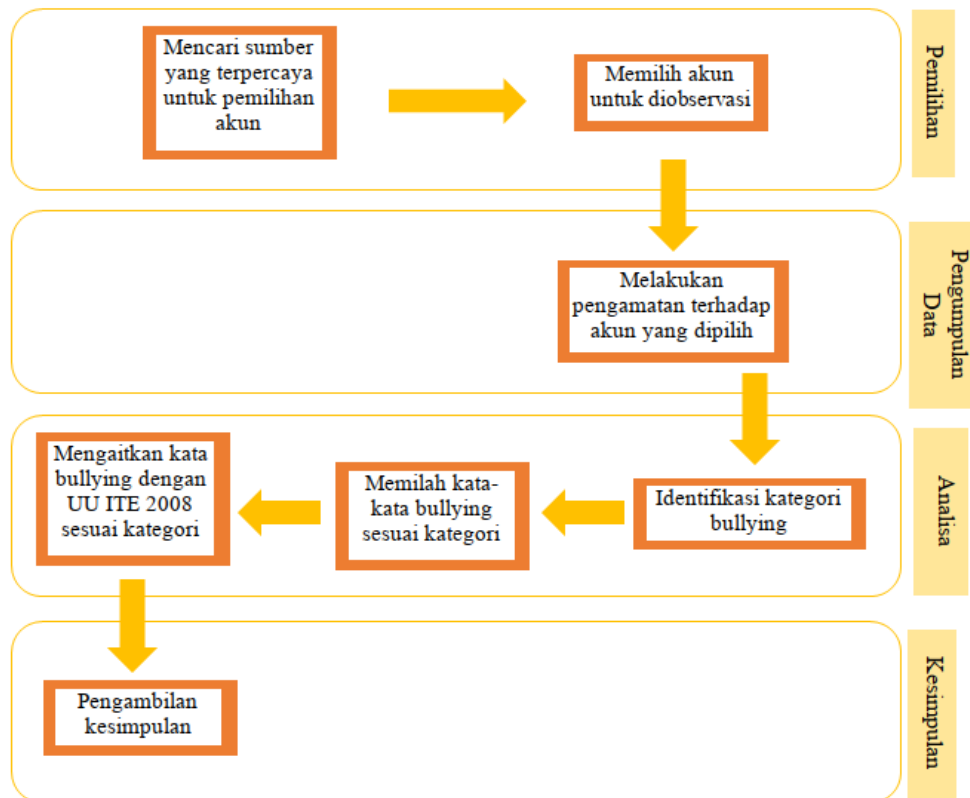 Mencari sumber
yang terpercaya
untuk pemilihan
akun
Memilih akun
untuk diobservasi
Pemilihan
Melakukan
pengamatan terhadap
akun yang dipilih
Pengumpulan
Data
Mengaitkan kata
bullying dengan
UU ITE 2008
sesuai kategori
Memilah kata-
kata bullying
sesuai kategori
Identifikasi kategori
bullying
Analisa
Pengambilan
kesimpulan
Kesimpulan